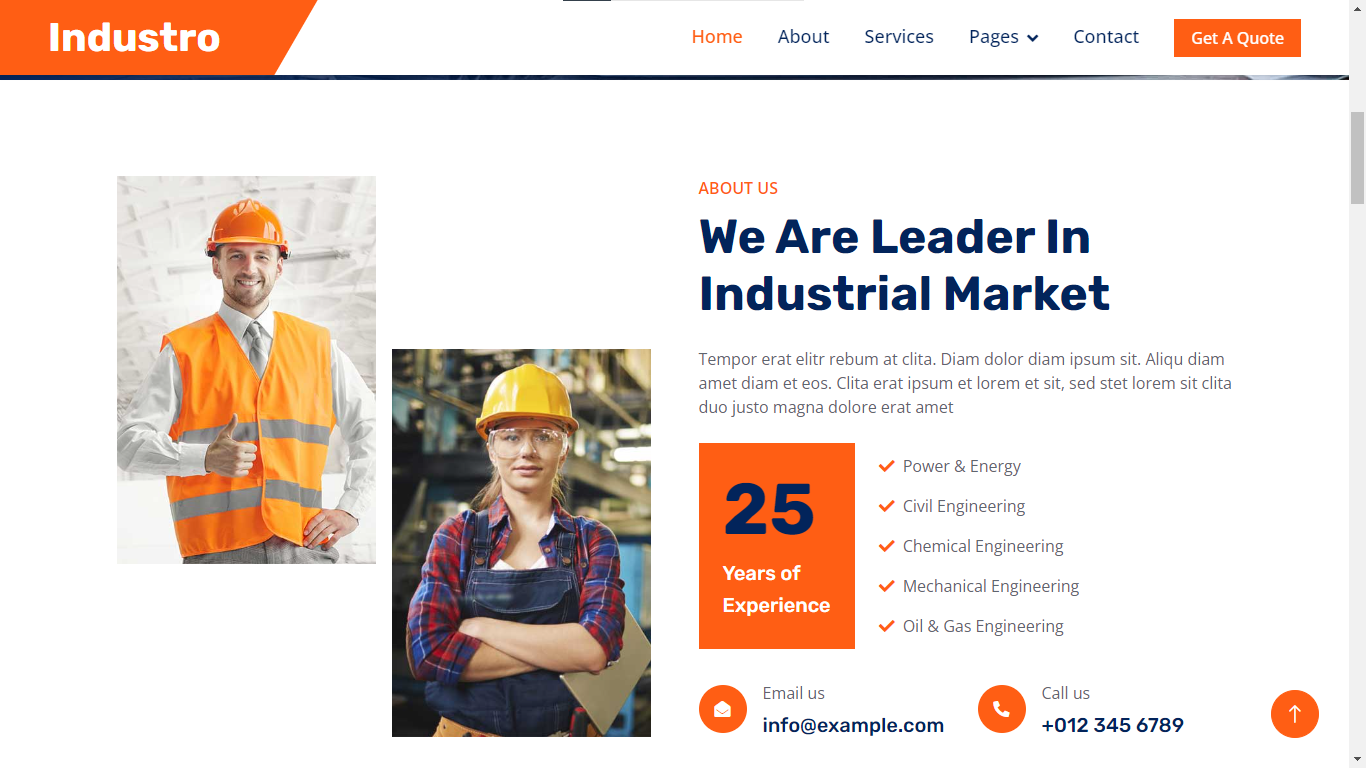 Industro
Home
About
Services
Pages
Contact
Get A Quote
ABOUT US
We Are Leader In
Industrial Market
Tempor erat elitr rebum at clita. Diam dolor diam ipsum sit. Aliqu diam
amet diam et eos. Clita erat ipsum et lorem et sit, sed stet lorem sit clita
duo justo magna dolore erat amet
25
Years of
Experience
Power & Energy
Civil Engineering
Chemical Engineering
Mechanical Engineering
Oil & Gas Engineering
Email us
info@example.com
Call us
+012 345 6789